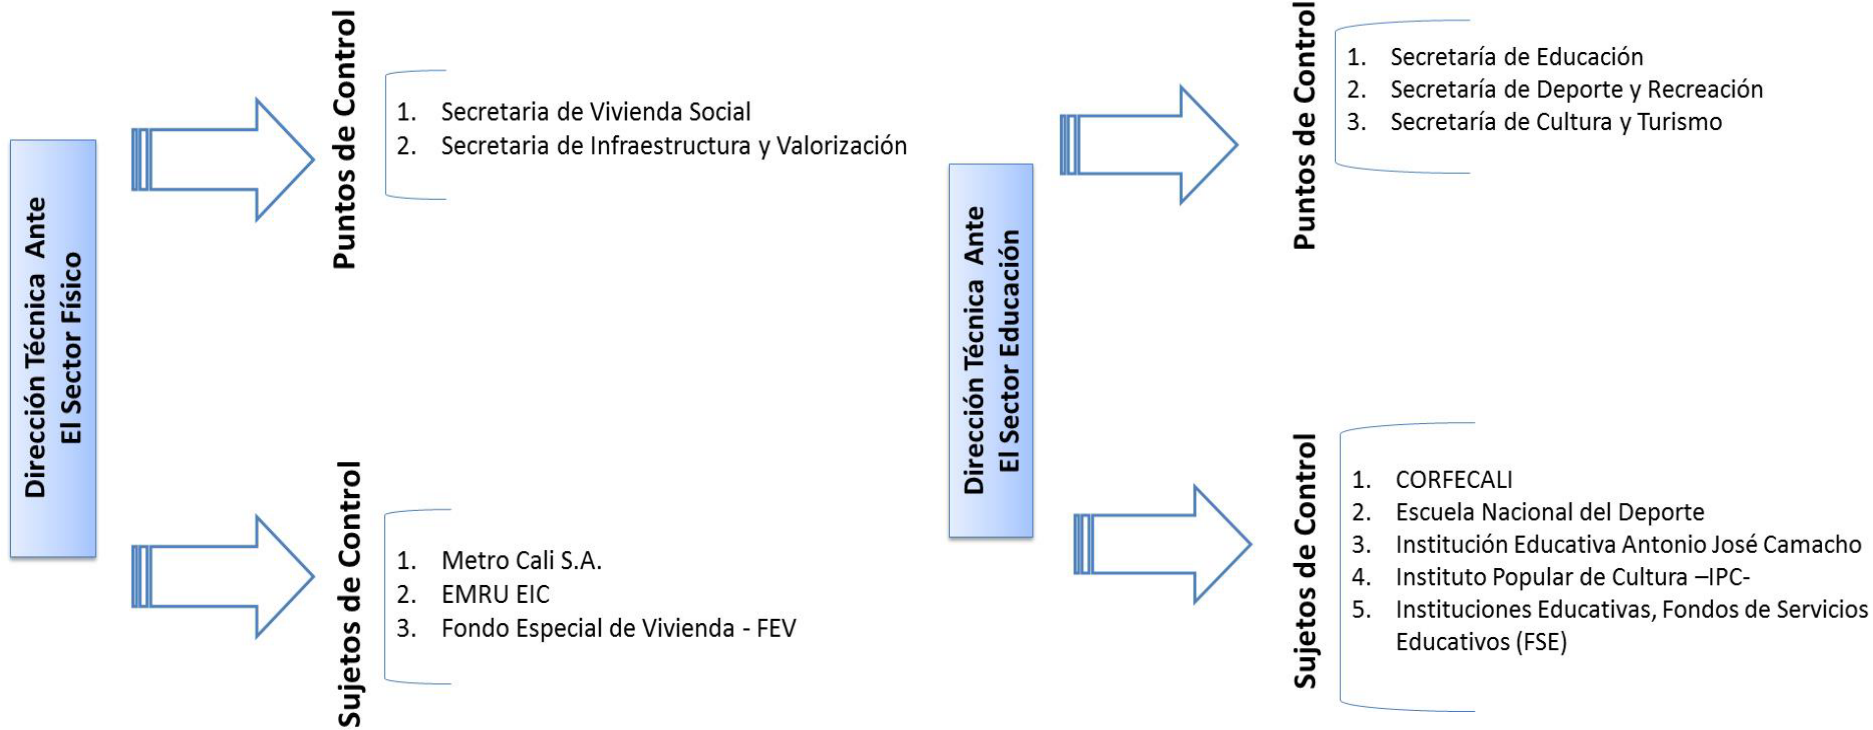 Dirección Técnica Ante
El Sector Físico
Puntos de Control
1. Secretaria de Vivienda Social
2. Secretaria de Infraestructura y Valorización
Sujetos de Control
1. Metro Cali S.A.
2. EMRU EIC
3. Fondo Especial de Vivienda - FEV
Dirección Técnica Ante
El Sector Educación
Puntos de Control
1. Secretaría de Educación
2. Secretaría de Deporte y Recreación
3. Secretaría de Cultura y Turismo
Sujetos de Control
1. CORFECALI
2. Escuela Nacional del Deporte
3. Institución Educativa Antonio José Camacho
4. Instituto Popular de Cultura –IPC-
5. Instituciones Educativas, Fondos de Servicios
Educativos (FSE)